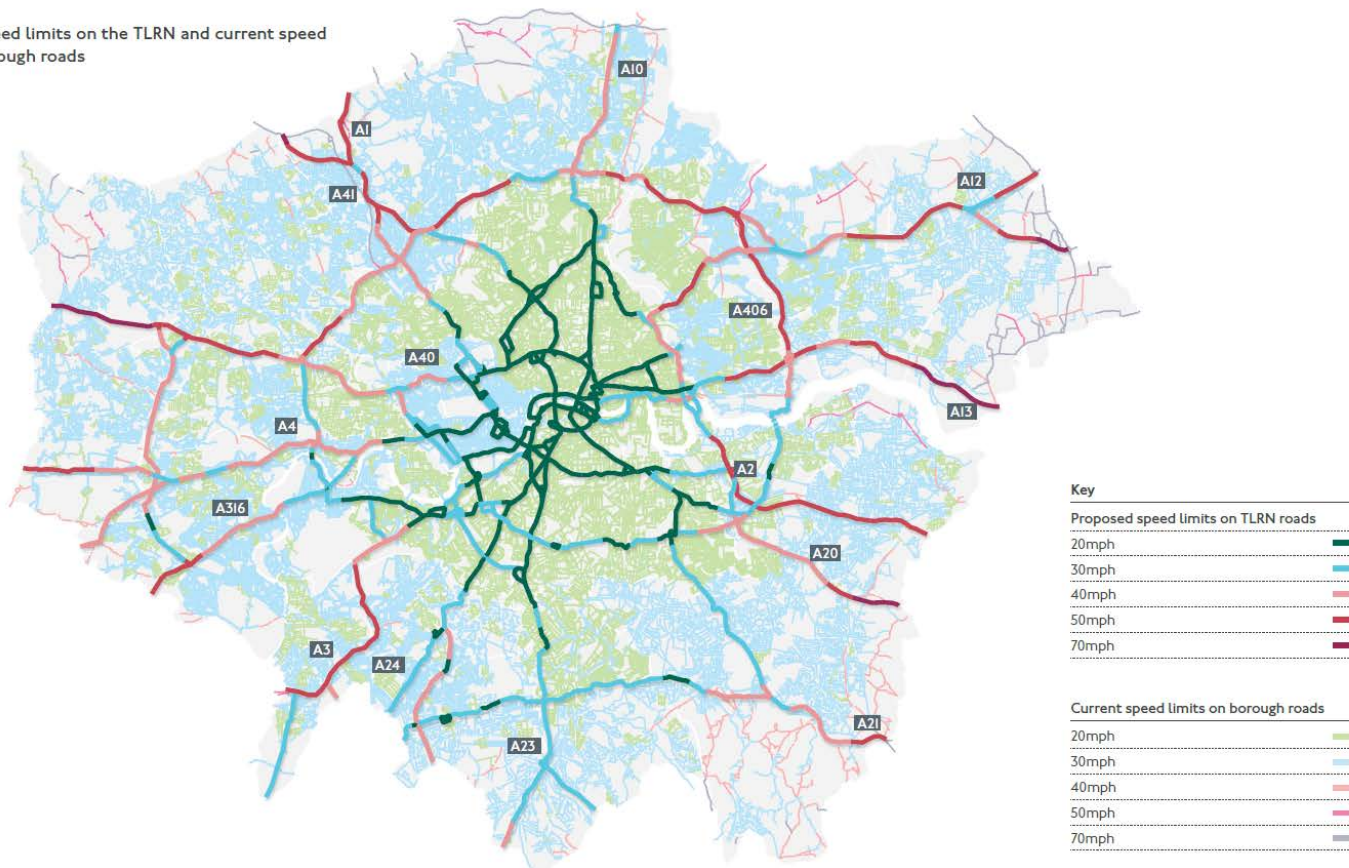 eed limits on the TLRN and current speed
ough roads
A10
A1
A41
A12
A406
A40
A13
A4
A2
A316
A20
A3
A24
A21
A23
Key
Proposed speed limits on TLRN roads
20mph
30mph
40mph
50mph
70mph
Current speed limits on borough roads
20mph
30mph
40mph
50mph
70mph